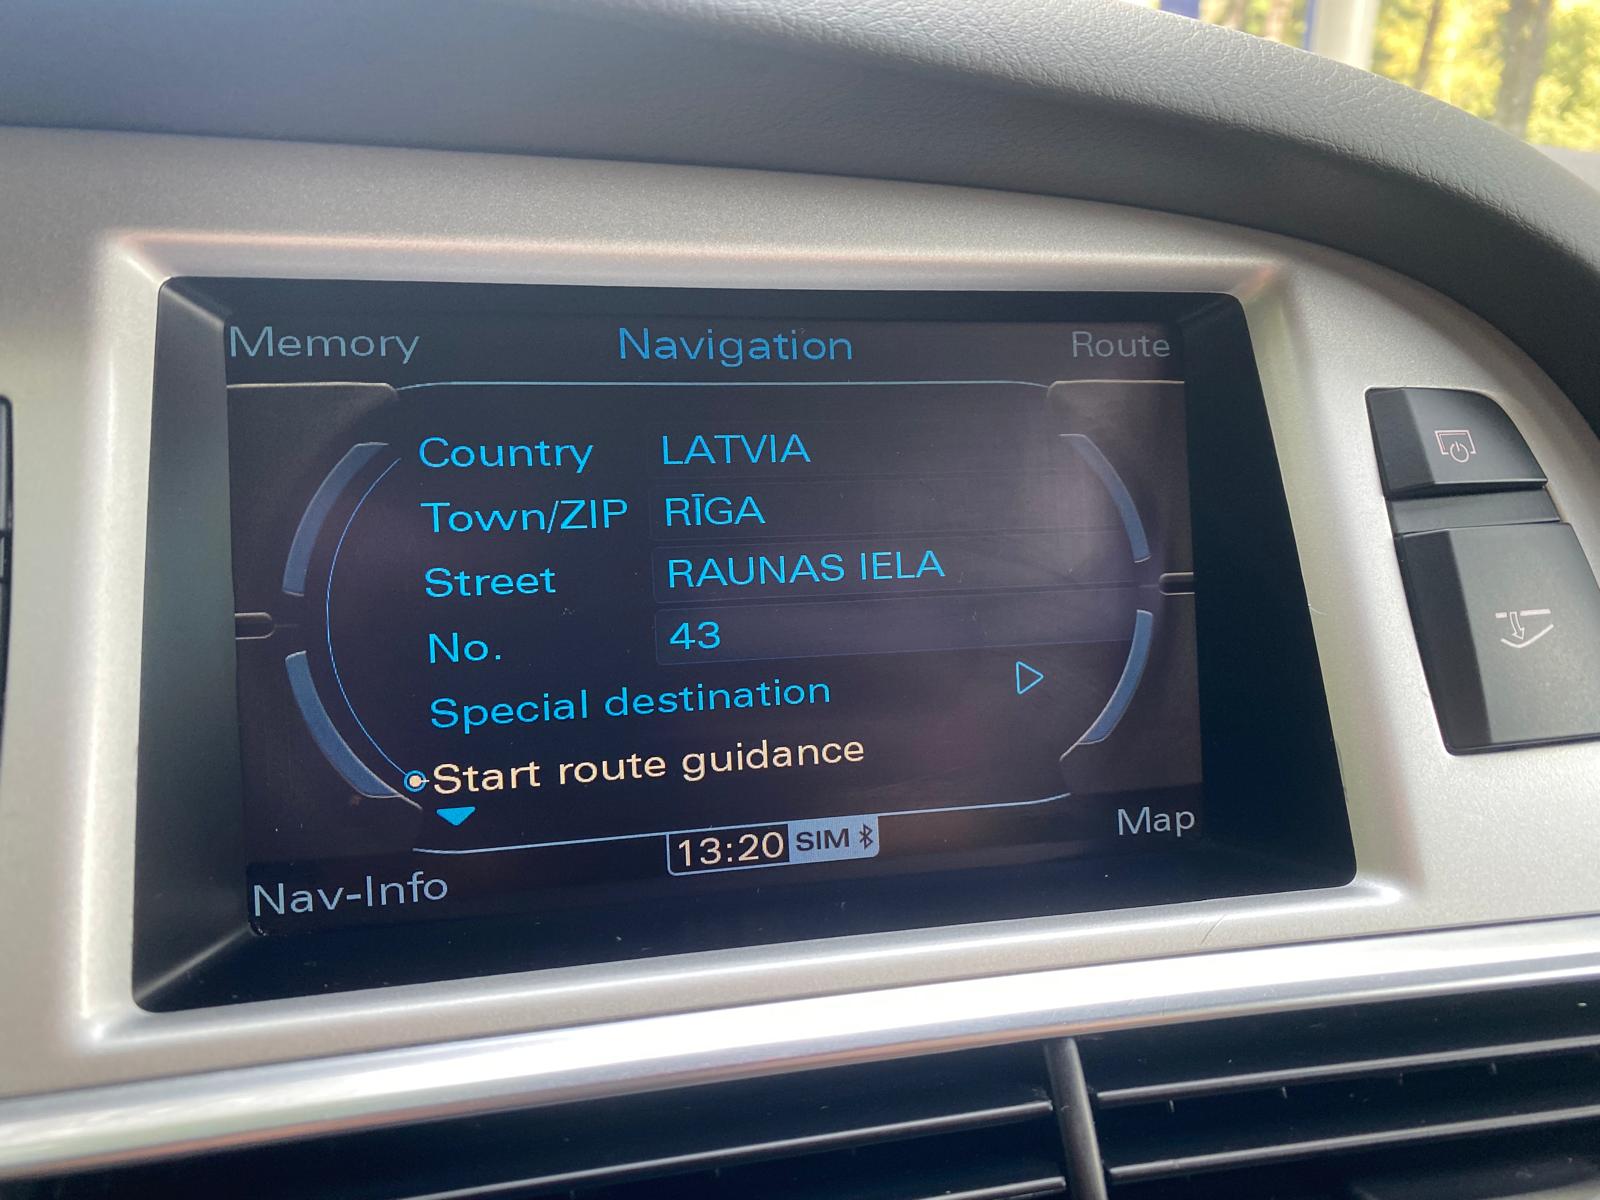 Memory Navigation Route
Country LATVIA
Town/ZIP RĪGA
Street RAUNAS IELA
No. 43
Special destination
Start route guidance
13:20 SIM
Map
Nav-Info